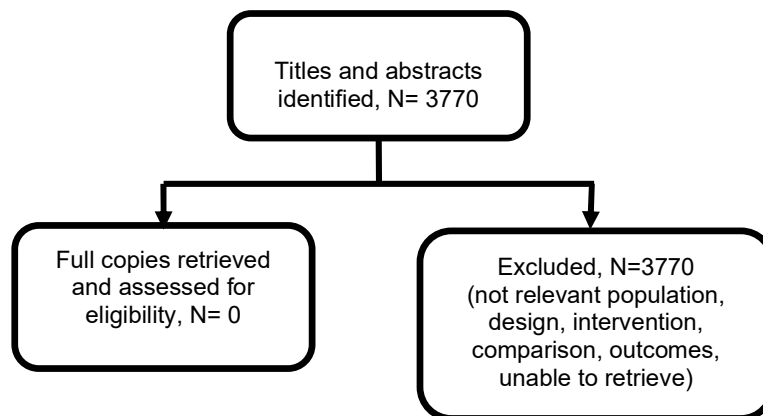 Titles and abstracts
identified, N= 3770
Full copies retrieved
and assessed for
eligibility, N= 0
Excluded, N=3770
(not relevant population,
design, intervention,
comparison, outcomes,
unable to retrieve)